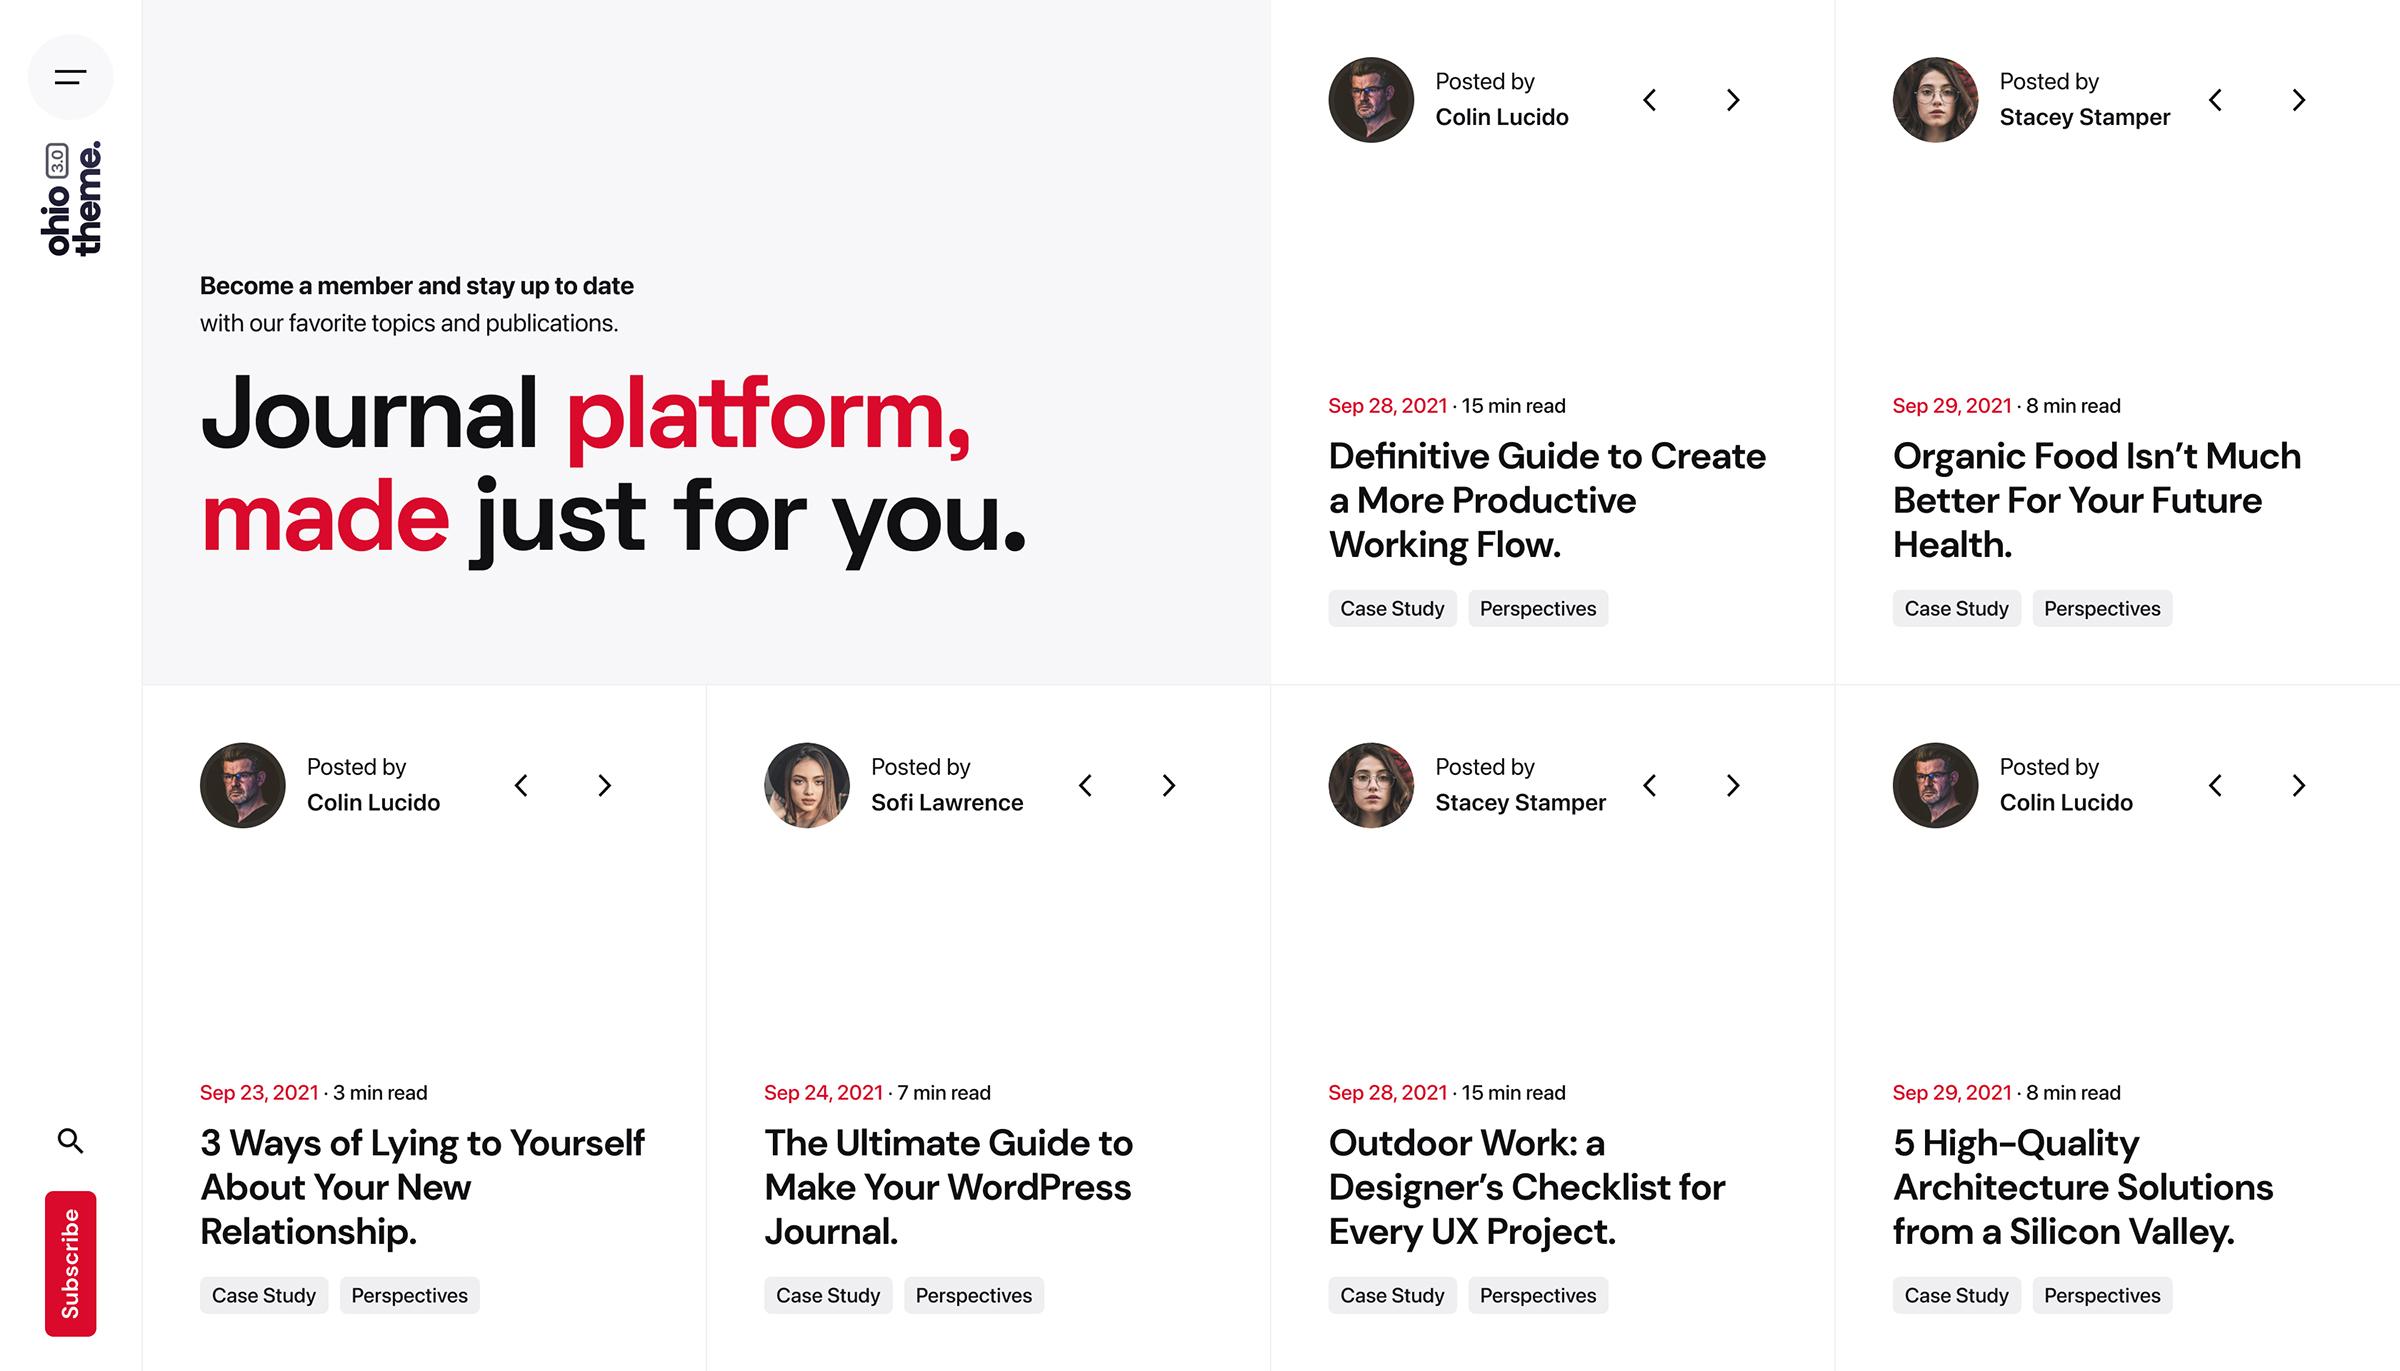 ohio 3.0
theme.
Become a member and stay up to date
with our favorite topics and publications.
Journal platform,
made just for you.
Posted by
Colin Lucido
Sep 28, 2021 · 15 min read
Definitive Guide to Create
a More Productive
Working Flow.
Case Study Perspectives
Posted by
Stacey Stamper
Sep 29, 2021 · 8 min read
Organic Food Isn’t Much
Better For Your Future
Health.
Case Study Perspectives
Posted by
Colin Lucido
Sep 23, 2021 · 3 min read
3 Ways of Lying to Yourself
About Your New
Relationship.
Case Study Perspectives
Posted by
Sofi Lawrence
Sep 24, 2021 · 7 min read
The Ultimate Guide to
Make Your WordPress
Journal.
Case Study Perspectives
Posted by
Stacey Stamper
Sep 28, 2021 · 15 min read
Outdoor Work: a
Designer’s Checklist for
Every UX Project.
Case Study Perspectives
Posted by
Colin Lucido
Sep 29, 2021 · 8 min read
5 High-Quality
Architecture Solutions
from a Silicon Valley.
Case Study Perspectives
Subscribe